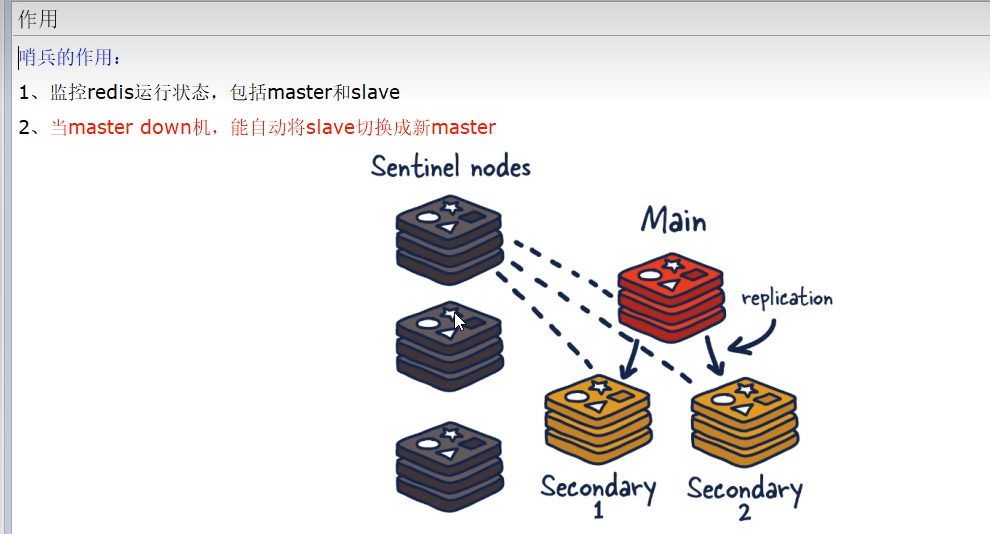 作用
哨兵的作用：
1、监控redis运行状态，包括master和slave
2、当master down机，能自动将slave切换成新master
Sentinel nodes
Main
replication
Secondary
1
Secondary
2